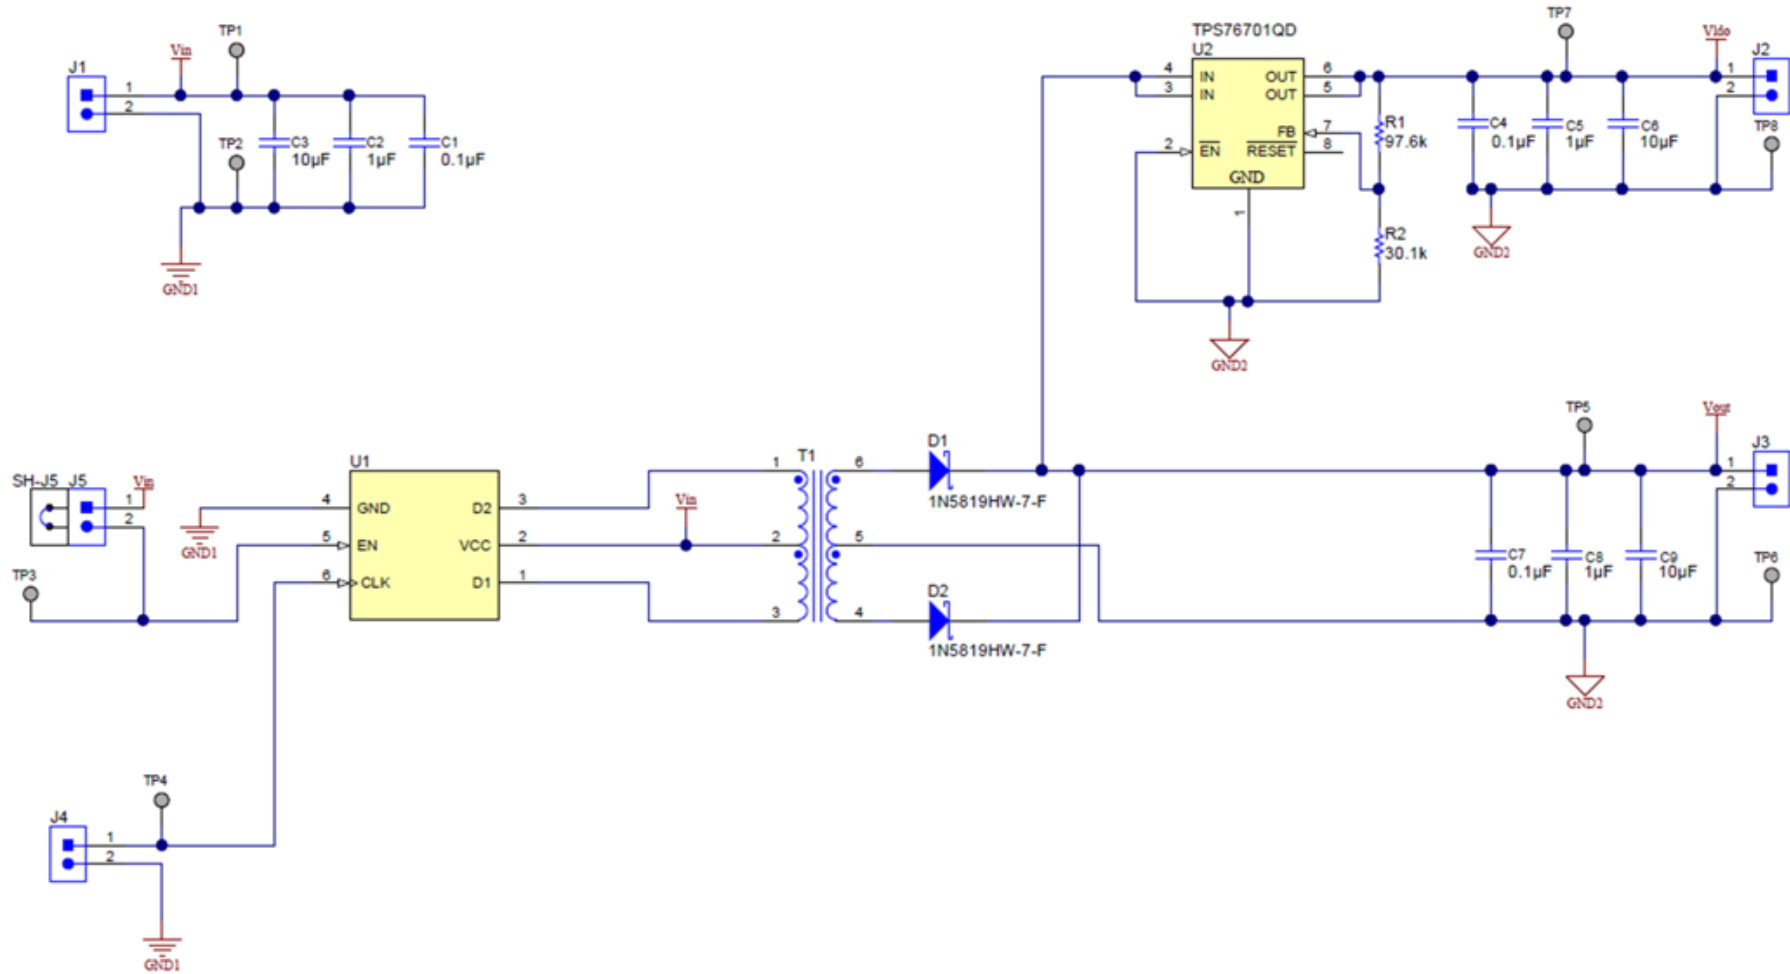 TP1
Vin
J1
1
2
TP2
C3
10µF
C2
1µF
C1
0.1µF
GND1
TPS76701QD
U2
4
IN
OUT
6
3
IN
OUT
5
FB
7
2
EN
RESET
8
GND
1
R1
97.6k
R2
30.1k
GND2
TP7
Vldo
J2
1
2
C4
0.1µF
C5
1µF
C6
10µF
TP8
GND2
SH-J5
J5
Vin
1
2
TP3
GND1
U1
4
GND
D2
3
5
EN
VCC
2
6
CLK
D1
1
Vin
T1
1
6
2
5
3
4
D1
1N5819HW-7-F
D2
1N5819HW-7-F
TP5
Vout
J3
1
2
C7
0.1µF
C8
1µF
C9
10µF
TP6
GND2
TP4
J4
1
2
GND1